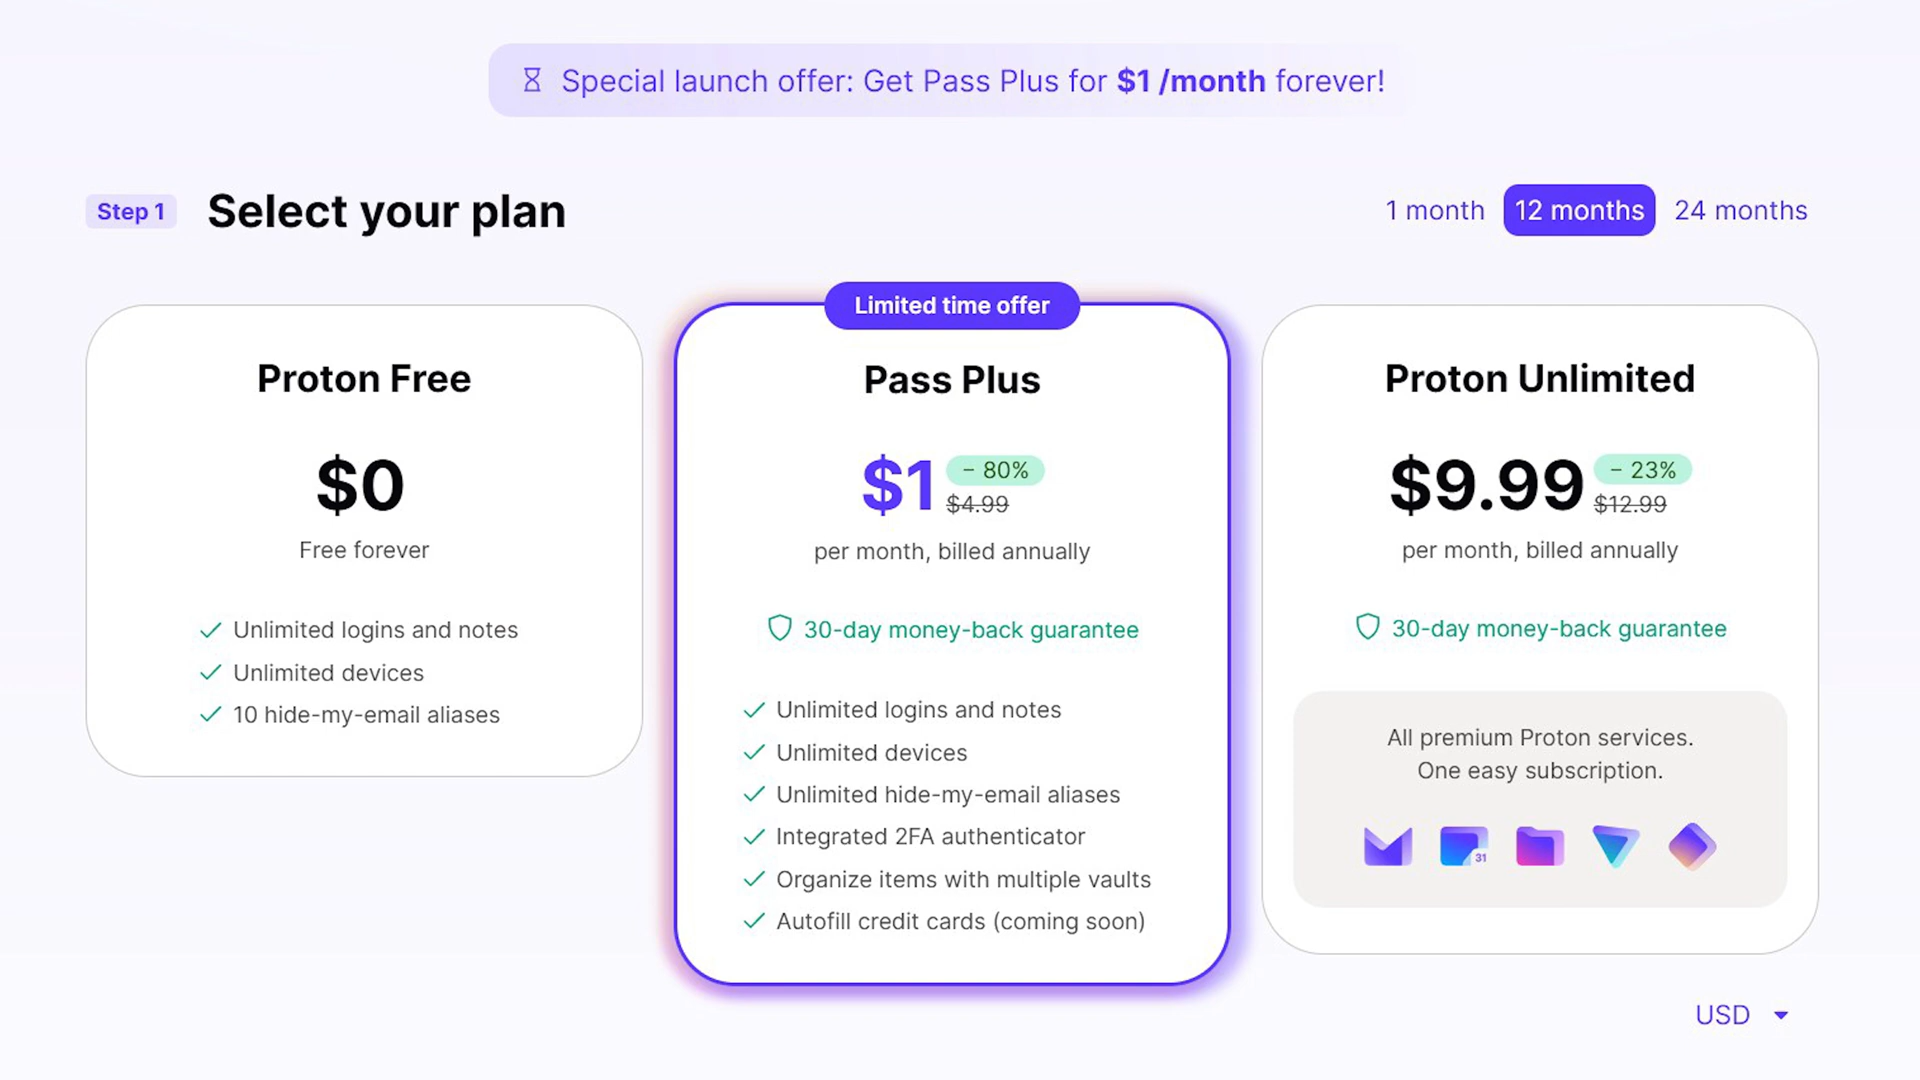 Special launch offer: Get Pass Plus for $1 /month forever!
Step 1
Select your plan
1 month
12 months
24 months
Proton Free
$0
Free forever
Unlimited logins and notes
Unlimited devices
10 hide-my-email aliases
Limited time offer
Pass Plus
$1
− 80%
$4.99
per month, billed annually
30-day money-back guarantee
Unlimited logins and notes
Unlimited devices
Unlimited hide-my-email aliases
Integrated 2FA authenticator
Organize items with multiple vaults
Autofill credit cards (coming soon)
Proton Unlimited
$9.99
− 23%
$12.99
per month, billed annually
30-day money-back guarantee
All premium Proton services.
One easy subscription.
31
USD